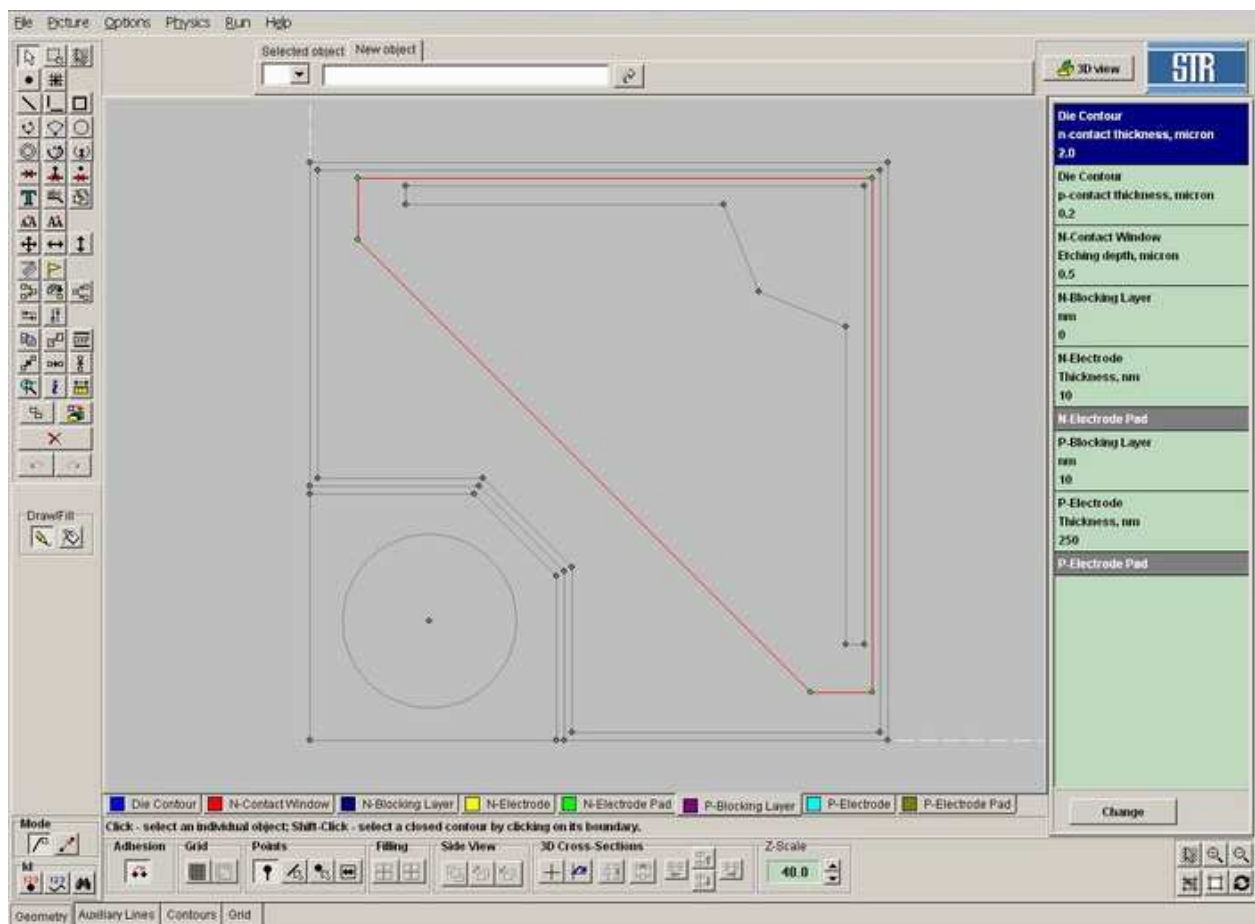 File Picture Options Physics Run Help
Selected object New object
3D view
STR
Die Contour
n-contact thickness, micron
2.0
Die Contour
p-contact thickness, micron
0.2
N-Contact Window
Etching depth, micron
0.5
N-Blocking Layer
nm
0
N-Electrode
Thickness, nm
10
N-Electrode Pad
P-Blocking Layer
nm
10
P-Electrode
Thickness, nm
250
P-Electrode Pad
Draw/Fill
Die Contour N-Contact Window N-Blocking Layer N-Electrode N-Electrode Pad P-Blocking Layer P-Electrode P-Electrode Pad
Change
Mode
Click - select an individual object; Shift-Click - select a closed contour by clicking on its boundary.
Adhesion Grid Points Filling Side View 3D Cross-Sections Z-Scale
40.0
Geometry Auxiliary Lines Contours Grid